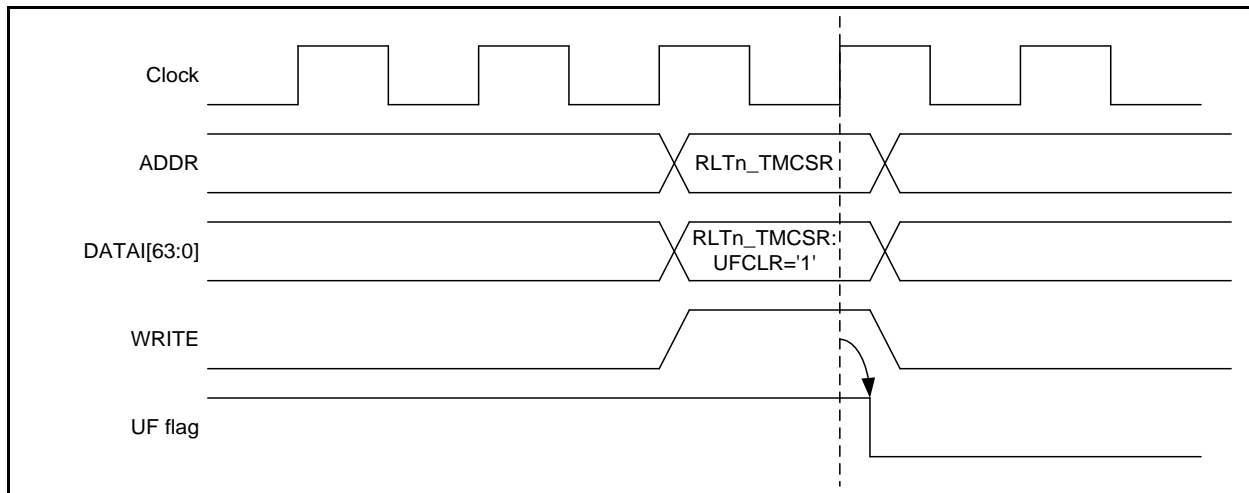 Clock
ADDR
RLTn_TMCSR
DATAI[63:0]
RLTn_TMCSR:
UFCLR='1'
WRITE
UF flag